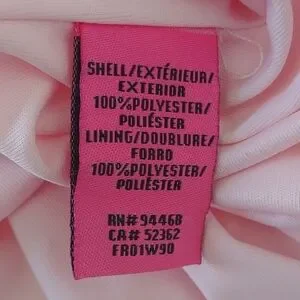 SHELL/EXTÉRIEUR/
EXTERIOR
100%POLYESTER/
POLIÉSTER
LINING/DOUBLURE/
FORRO
100%POLYESTER/
POLIÉSTER
RN# 94468
CA# 52362
FR01W90